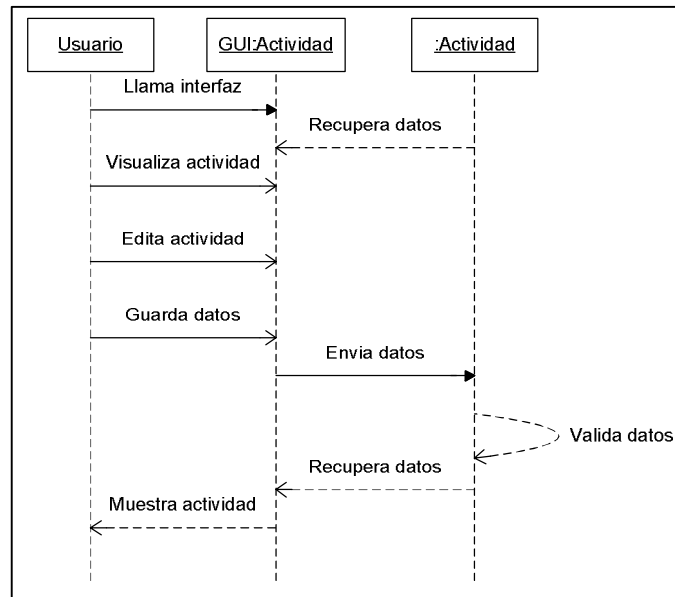 Usuario
GUI:Actividad
:Actividad
Llama interfaz
Recupera datos
Visualiza actividad
Edita actividad
Guarda datos
Envia datos
Valida datos
Recupera datos
Muestra actividad